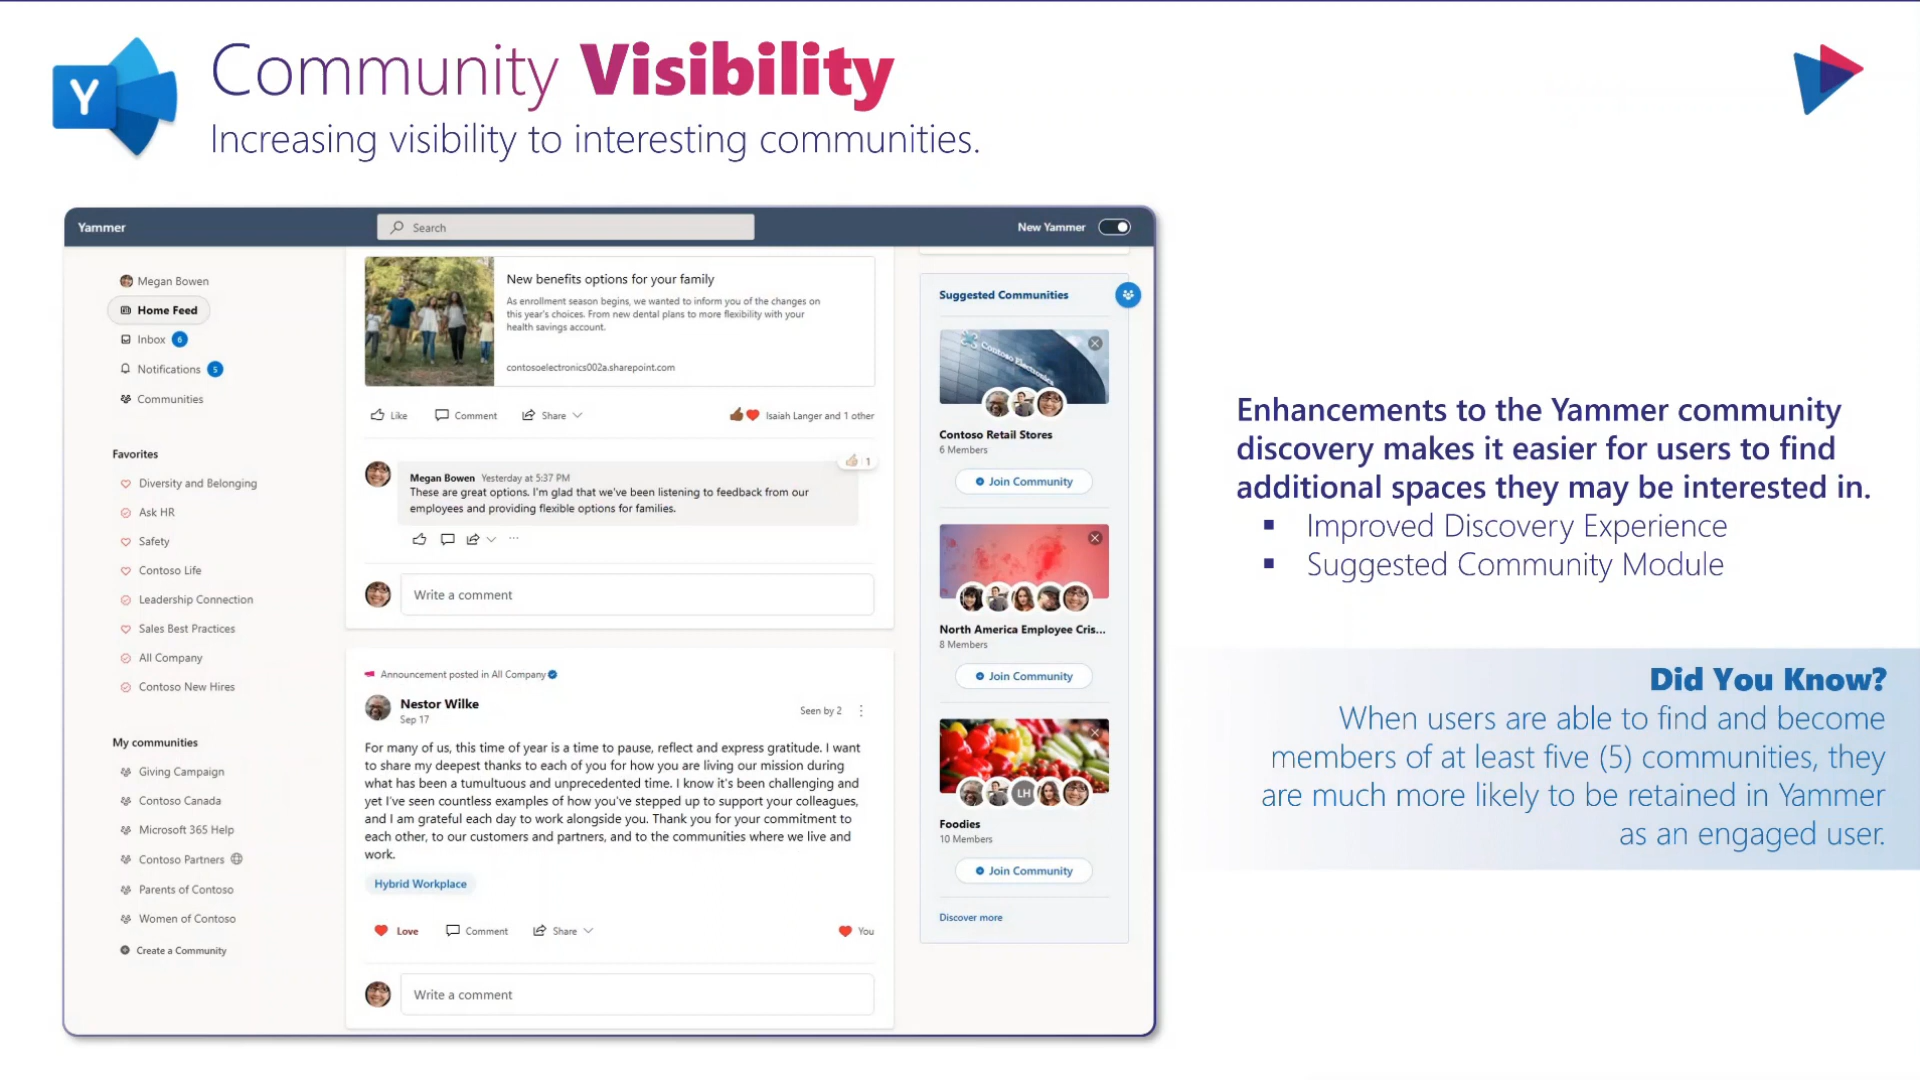 Y
Community Visibility
Increasing visibility to interesting communities.
Yammer
Search
New Yammer
Megan Bowen
Home Feed
Inbox 6
Notifications 5
Communities
Favorites
Diversity and Belonging
Ask HR
Safety
Contoso Life
Leadership Connection
Sales Best Practices
All Company
Contoso New Hires
My communities
Giving Campaign
Contoso Canada
Microsoft 365 Help
Contoso Partners
Parents of Contoso
Women of Contoso
Create a Community
New benefits options for your family
As enrollment season begins, we wanted to inform you of the changes on
this year's choices. From new dental plans to more flexibility with your
health savings account.
contosoelectronics002a.sharepoint.com
Like Comment Share Isaiah Langer and 1 other
1
Megan Bowen Yesterday at 5:37 PM
These are great options. I'm glad that we've been listening to feedback from our
employees and providing flexible options for families.
Write a comment
Announcement posted in All Company
Nestor Wilke
Sep 17
Seen by 2
For many of us, this time of year is a time to pause, reflect and express gratitude. I want
to share my deepest thanks to each of you for how you are living our mission during
what has been a tumultuous and unprecedented time. I know it's been challenging and
yet I've seen countless examples of how you've stepped up to support your colleagues,
and I am grateful each day to work alongside you. Thank you for your commitment to
each other, to our customers and partners, and to the communities where we live and
work.
Hybrid Workplace
Love Comment Share You
Write a comment
Suggested Communities
Contoso Electronics
Contoso Retail Stores
6 Members
Join Community
North America Employee Cris...
8 Members
Join Community
LH
Foodies
10 Members
Join Community
Discover more
Enhancements to the Yammer community
discovery makes it easier for users to find
additional spaces they may be interested in.
▪ Improved Discovery Experience
▪ Suggested Community Module
Did You Know?
When users are able to find and become
members of at least five (5) communities, they
are much more likely to be retained in Yammer
as an engaged user.